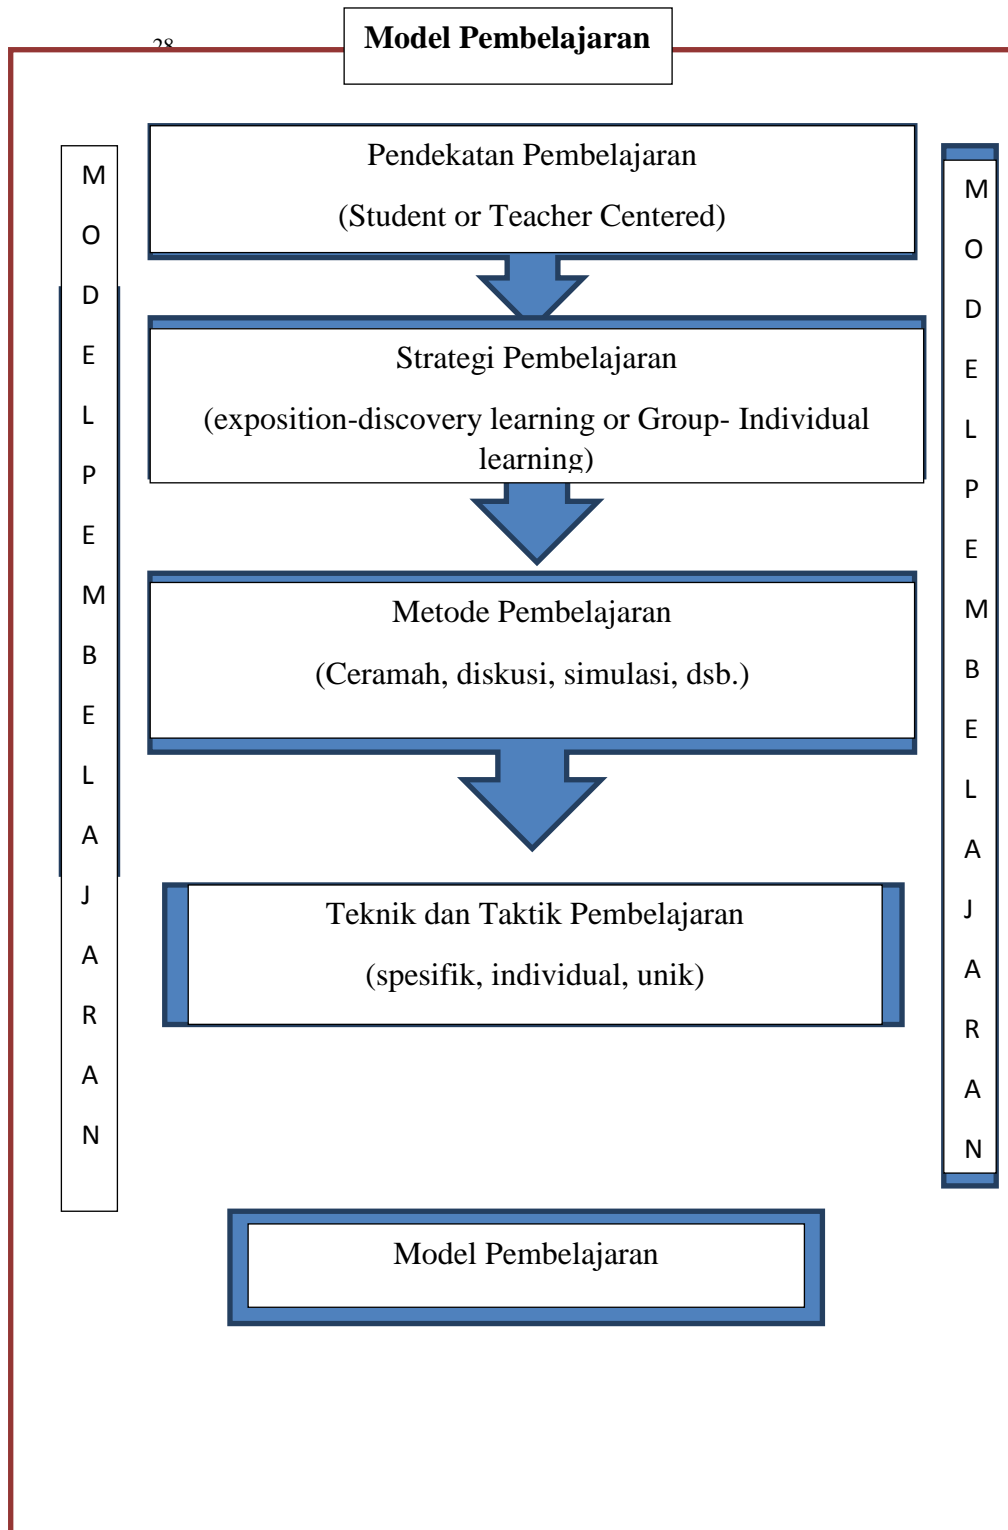 28
Model Pembelajaran
Pendekatan Pembelajaran
(Student or Teacher Centered)
Strategi Pembelajaran
(exposition-discovery learning or Group- Individual
learning)
Metode Pembelajaran
(Ceramah, diskusi, simulasi, dsb.)
Teknik dan Taktik Pembelajaran
(spesifik, individual, unik)
Model Pembelajaran
M
O
D
E
L
P
E
M
B
E
L
A
J
A
R
A
N
M
O
D
E
L
P
E
M
B
E
L
A
J
A
R
A
N